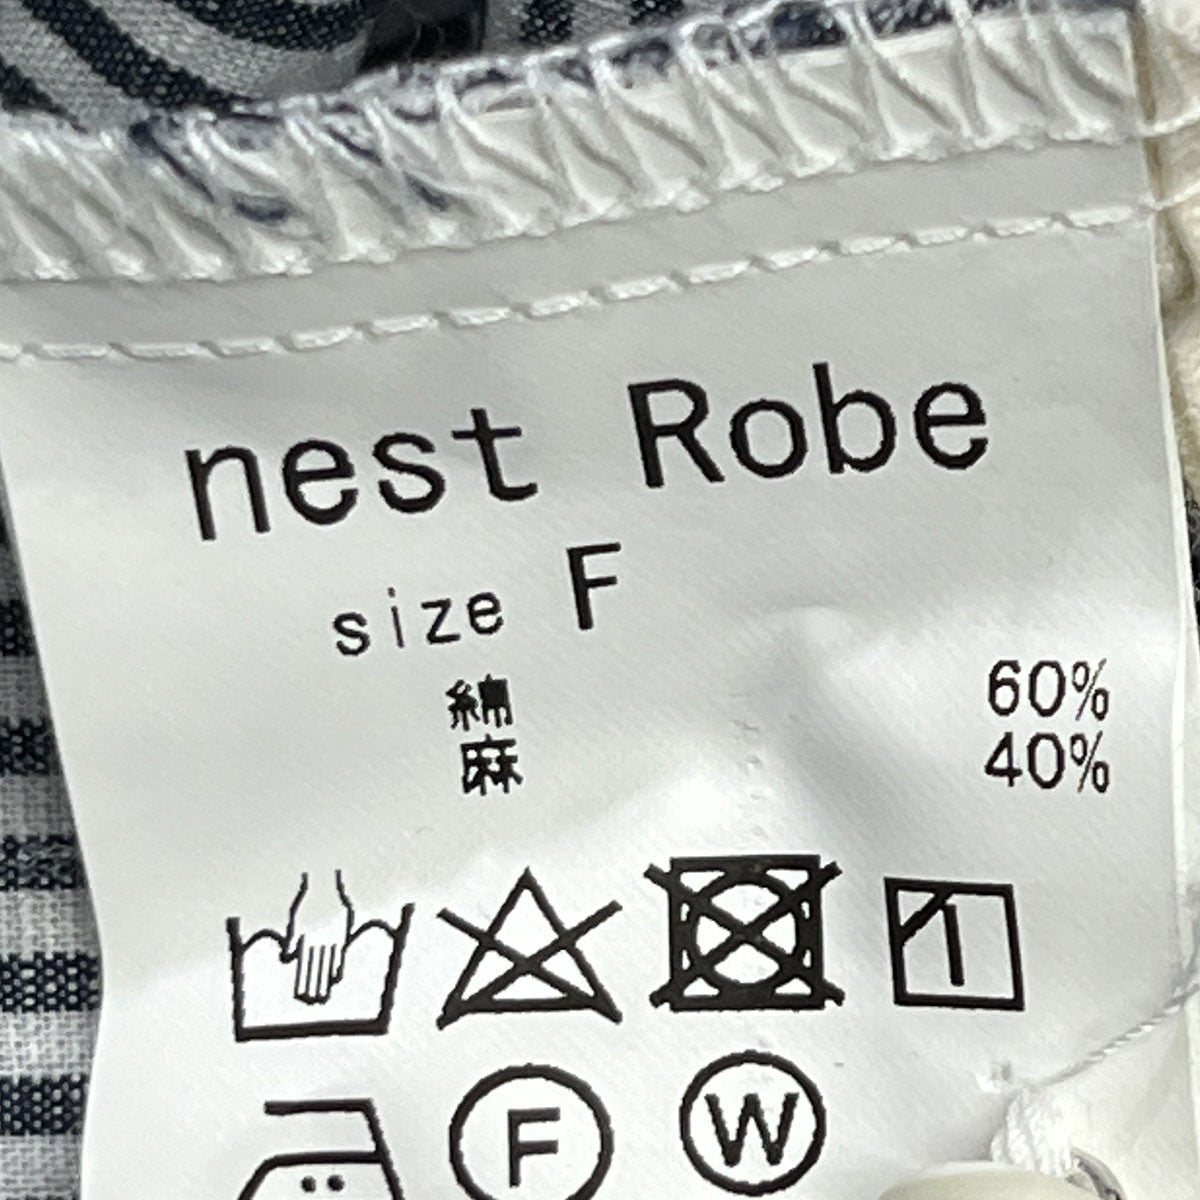 nest Robe
size F
綿 60%
麻 40%
F W